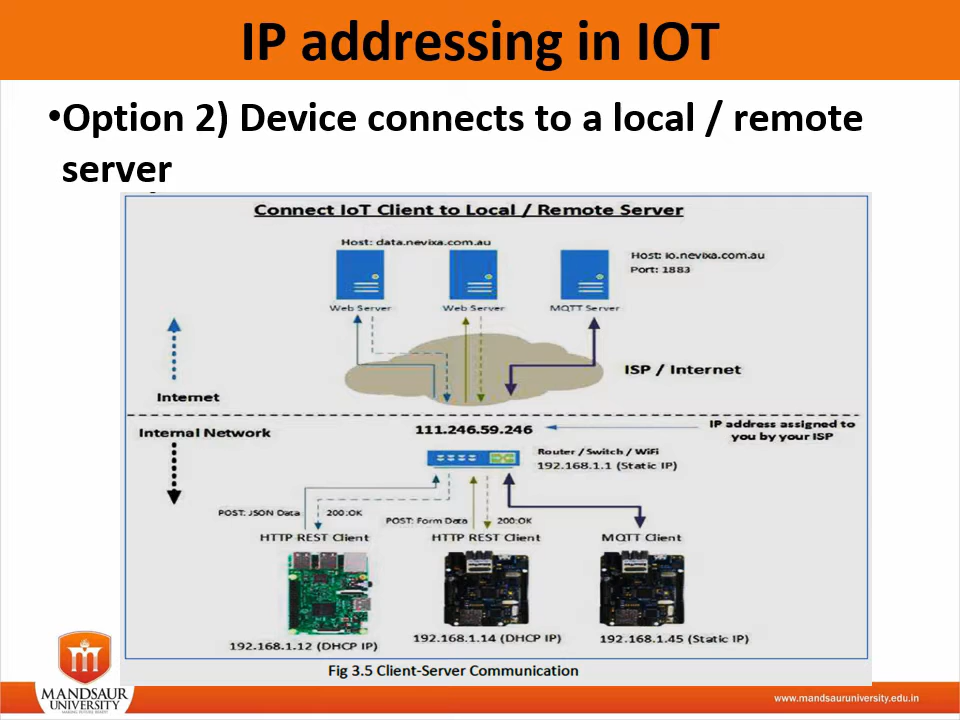 IP addressing in IOT
•Option 2) Device connects to a local / remote
server
Connect IoT Client to Local / Remote Server
Host: data.nevixa.com.au
Host: io.nevixa.com.au
Port: 1883
Web Server
Web Server
MQTT Server
ISP / Internet
Internet
Internal Network
111.246.59.246
IP address assigned to
you by your ISP
Router / Switch / WiFi
192.168.1.1 (Static IP)
POST: JSON Data
200:OK
POST: Form Data
200:OK
HTTP REST Client
HTTP REST Client
MQTT Client
192.168.1.12 (DHCP IP)
192.168.1.14 (DHCP IP)
192.168.1.45 (Static IP)
Fig 3.5 Client-Server Communication
MANDSAUR
UNIVERSITY
www.mandsauruniversity.edu.in